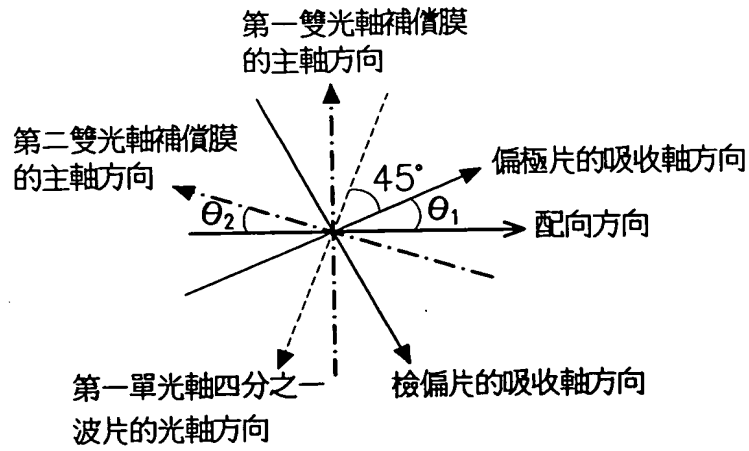 第一雙光軸補償膜
的主軸方向
第二雙光軸補償膜
的主軸方向
45°
偏極片的吸收軸方向
θ2
θ1
配向方向
第一單光軸四分之一
波片的光軸方向
檢偏片的吸收軸方向